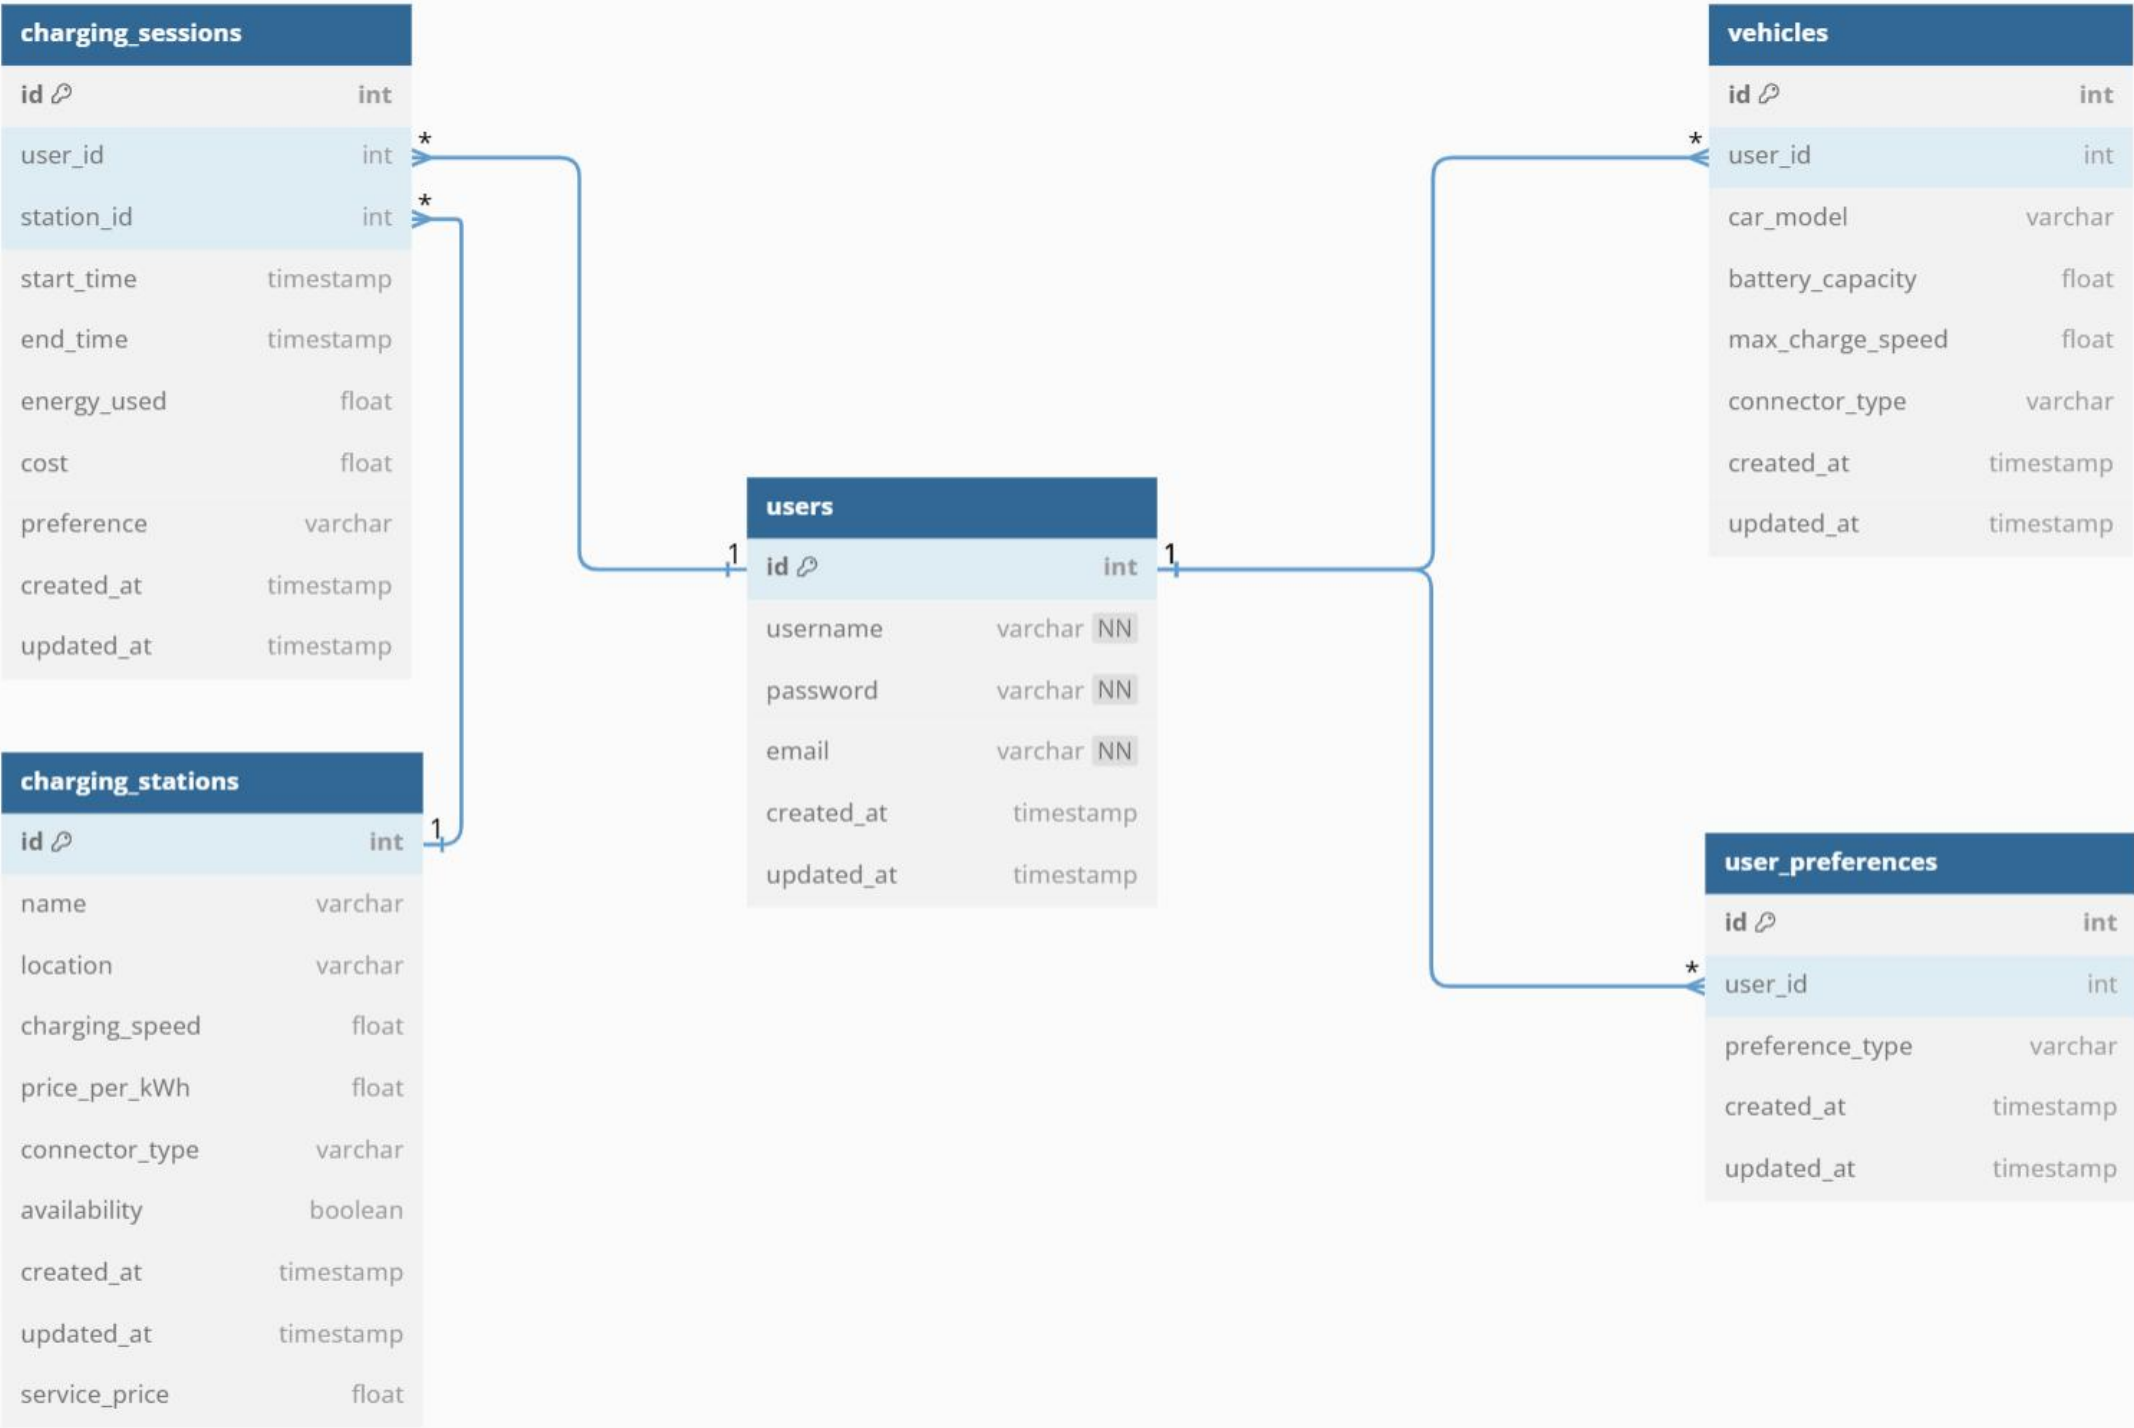 charging_sessions
id int
user_id int
station_id int
start_time timestamp
end_time timestamp
energy_used float
cost float
preference varchar
created_at timestamp
updated_at timestamp
*
*
charging_stations
id int
name varchar
location varchar
charging_speed float
price_per_kWh float
connector_type varchar
availability boolean
created_at timestamp
updated_at timestamp
service_price float
1
users
id int
username varchar NN
password varchar NN
email varchar NN
created_at timestamp
updated_at timestamp
1
1
vehicles
id int
user_id int
car_model varchar
battery_capacity float
max_charge_speed float
connector_type varchar
created_at timestamp
updated_at timestamp
*
user_preferences
id int
user_id int
preference_type varchar
created_at timestamp
updated_at timestamp
*